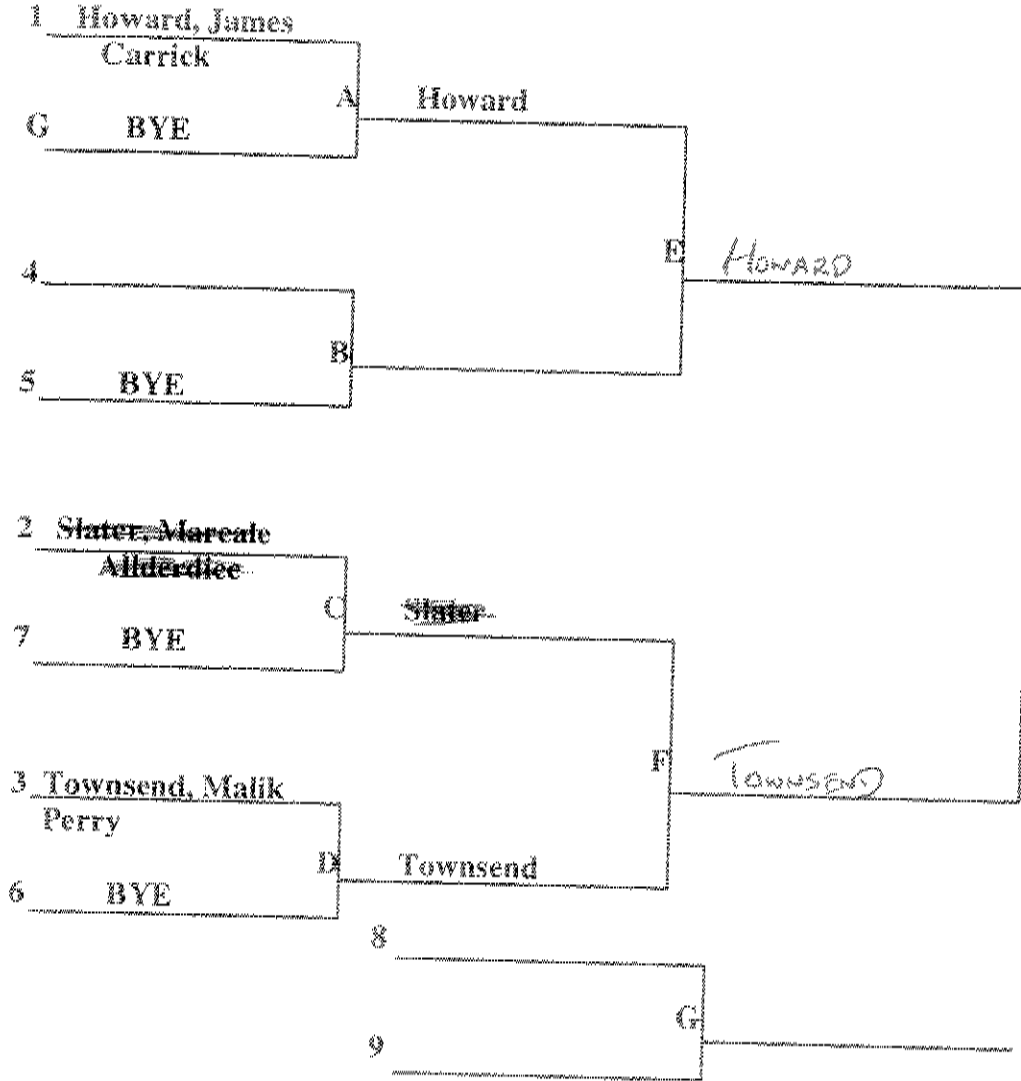 1 Howard, James
Carrick
A Howard
G BYE
E HOWARD
4
B
5 BYE
2 Slater, Mareale
Allderdice
C Slater
7 BYE
F TOWNSEND
3 Townsend, Malik
Perry
D Townsend
6 BYE
8
G
9